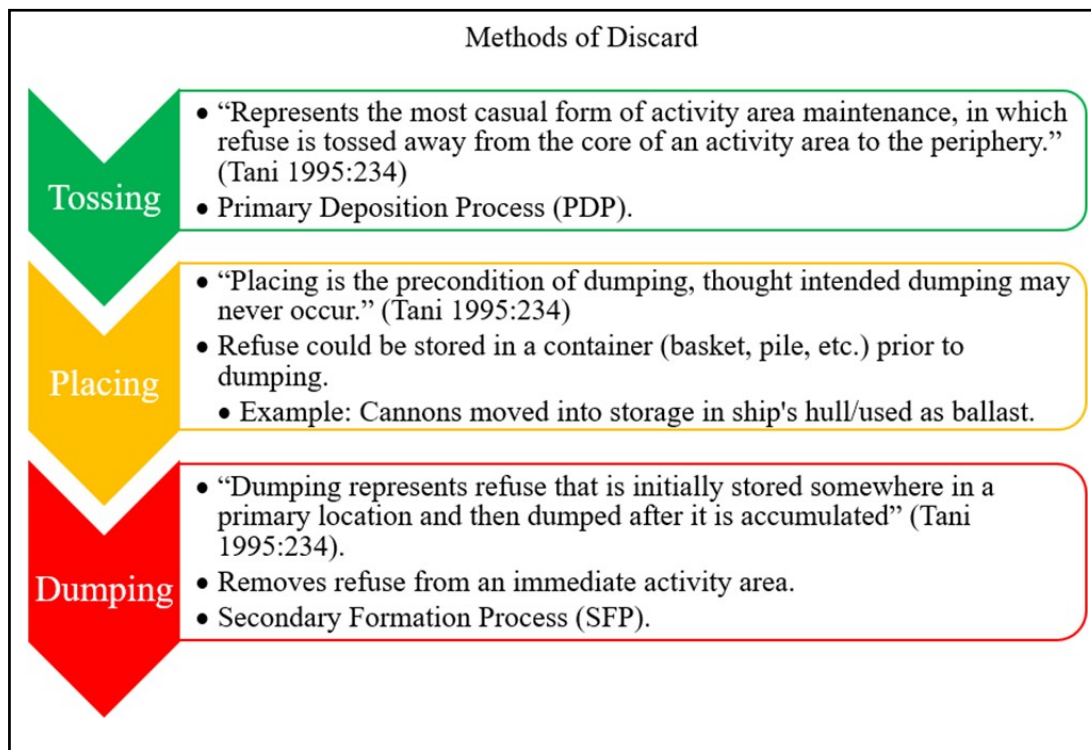 Methods of Discard
Tossing
• “Represents the most casual form of activity area maintenance, in which
refuse is tossed away from the core of an activity area to the periphery.”
(Tani 1995:234)
• Primary Deposition Process (PDP).
Placing
• “Placing is the precondition of dumping, thought intended dumping may
never occur.” (Tani 1995:234)
• Refuse could be stored in a container (basket, pile, etc.) prior to
dumping.
• Example: Cannons moved into storage in ship's hull/used as ballast.
Dumping
• “Dumping represents refuse that is initially stored somewhere in a
primary location and then dumped after it is accumulated” (Tani
1995:234).
• Removes refuse from an immediate activity area.
• Secondary Formation Process (SFP).